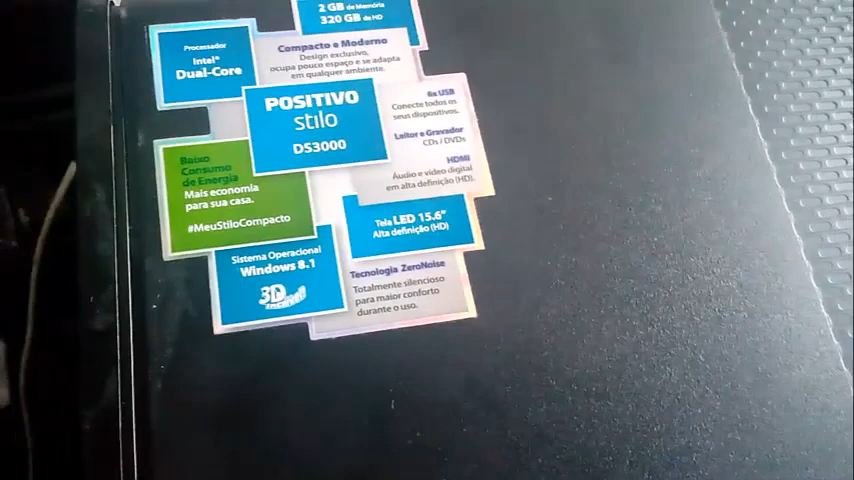 2 GB de Memória
320 GB de HD
Processador
Intel®
Dual-Core
Compacto e Moderno
Design exclusivo,
ocupa pouco espaço e se adapta
em qualquer ambiente.
POSITIVO
stilo
DS3000
6x USB
Conecte todos os
seus dispositivos.
Leitor e Gravador
CDs / DVDs
HDMI
Áudio e vídeo digital
em alta definição (HD).
Baixo
Consumo
de Energia
Mais economia
para sua casa.
#MeuStiloCompacto
Tela LED 15.6"
Alta definição (HD)
Sistema Operacional
Windows 8.1
3D
Incrível
Tecnologia ZeroNoise
Totalmente silencioso
para maior conforto
durante o uso.